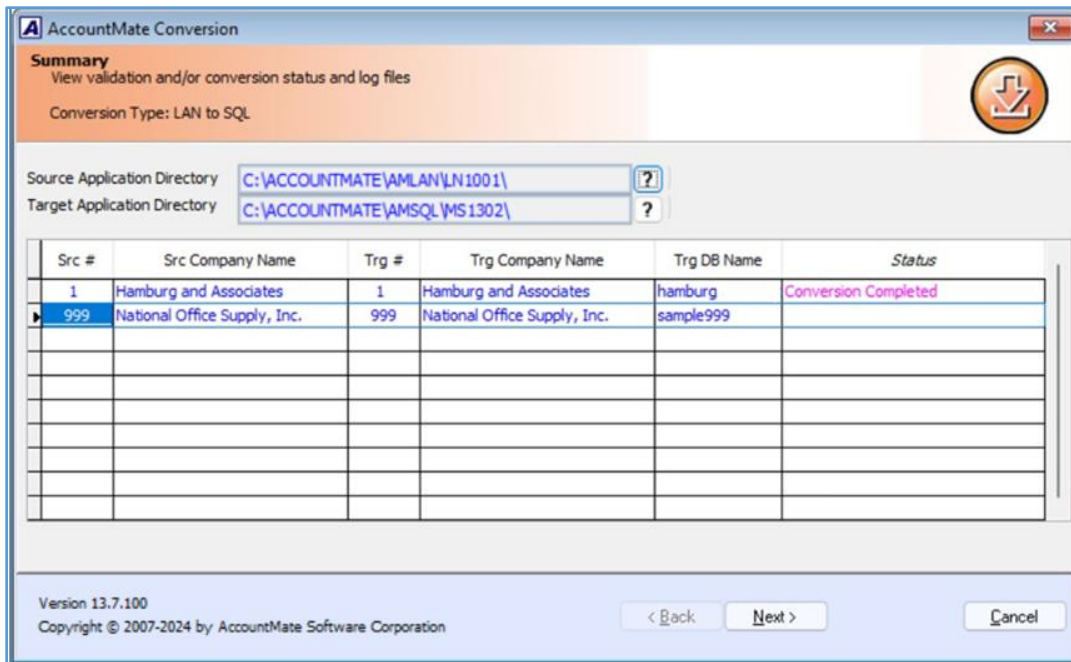 A AccountMate Conversion
Summary
View validation and/or conversion status and log files
Conversion Type: LAN to SQL
Source Application Directory C:\ACCOUNTMATE\AMLAN\LN1001\ ?
Target Application Directory C:\ACCOUNTMATE\AMSQL\MS1302\ ?
Src # Src Company Name Trg # Trg Company Name Trg DB Name Status
1 Hamburg and Associates 1 Hamburg and Associates hamburg Conversion Completed
999 National Office Supply, Inc. 999 National Office Supply, Inc. sample999
Version 13.7.100
Copyright © 2007-2024 by AccountMate Software Corporation
< Back Next > Cancel